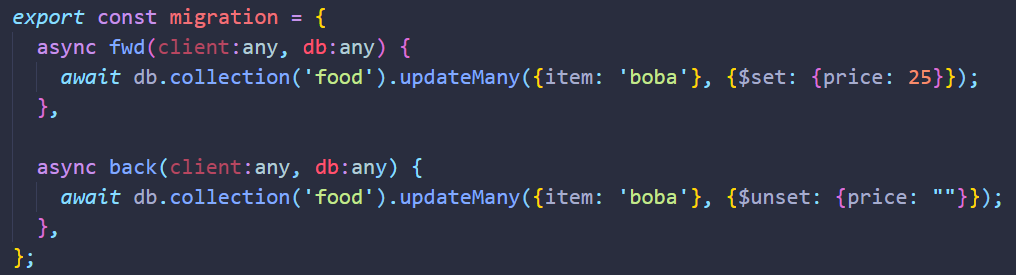 export const migration = {
  async fwd(client:any, db:any) {
    await db.collection('food').updateMany({item: 'boba'}, {$set: {price: 25}});
  },

  async back(client:any, db:any) {
    await db.collection('food').updateMany({item: 'boba'}, {$unset: {price: ""}});
  },
};